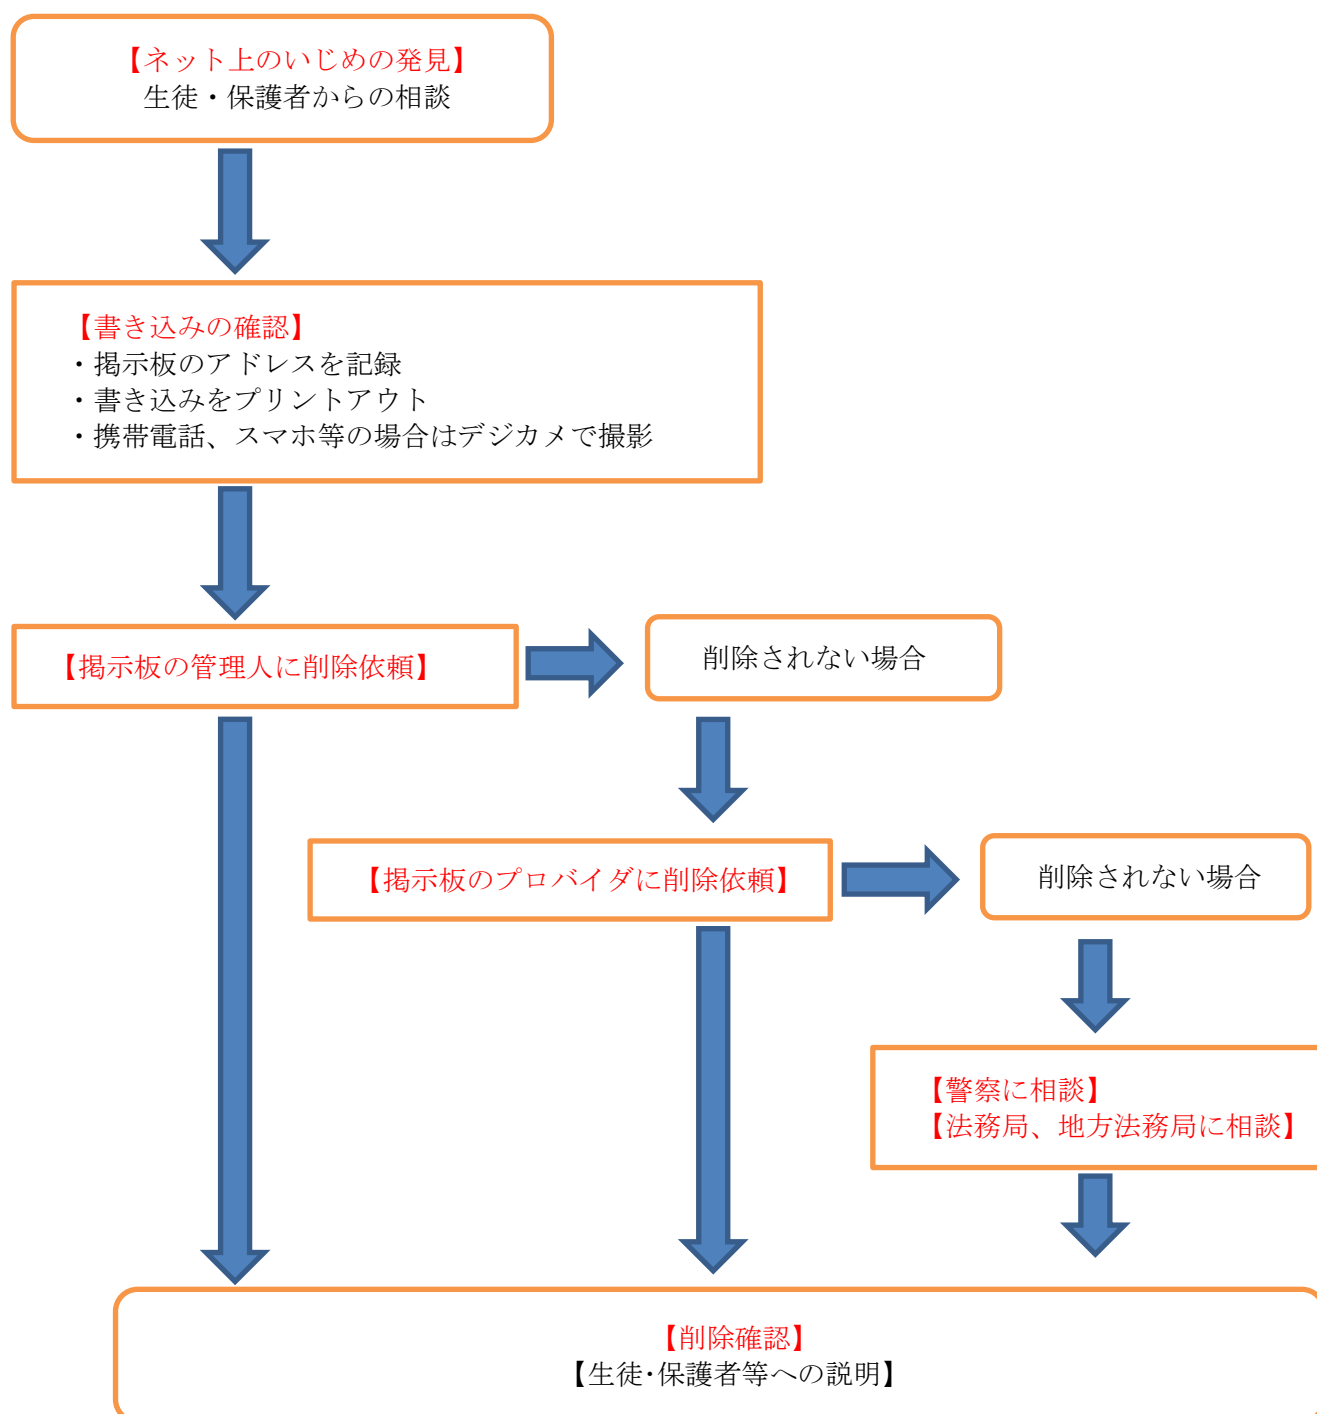 【ネット上のいじめの発見】
生徒・保護者からの相談
【書き込みの確認】
・掲示板のアドレスを記録
・書き込みをプリントアウト
・携帯電話、スマホ等の場合はデジカメで撮影
【掲示板の管理人に削除依頼】
削除されない場合
【掲示板のプロバイダに削除依頼】
削除されない場合
【警察に相談】
【法務局、地方法務局に相談】
【削除確認】
【生徒･保護者等への説明】